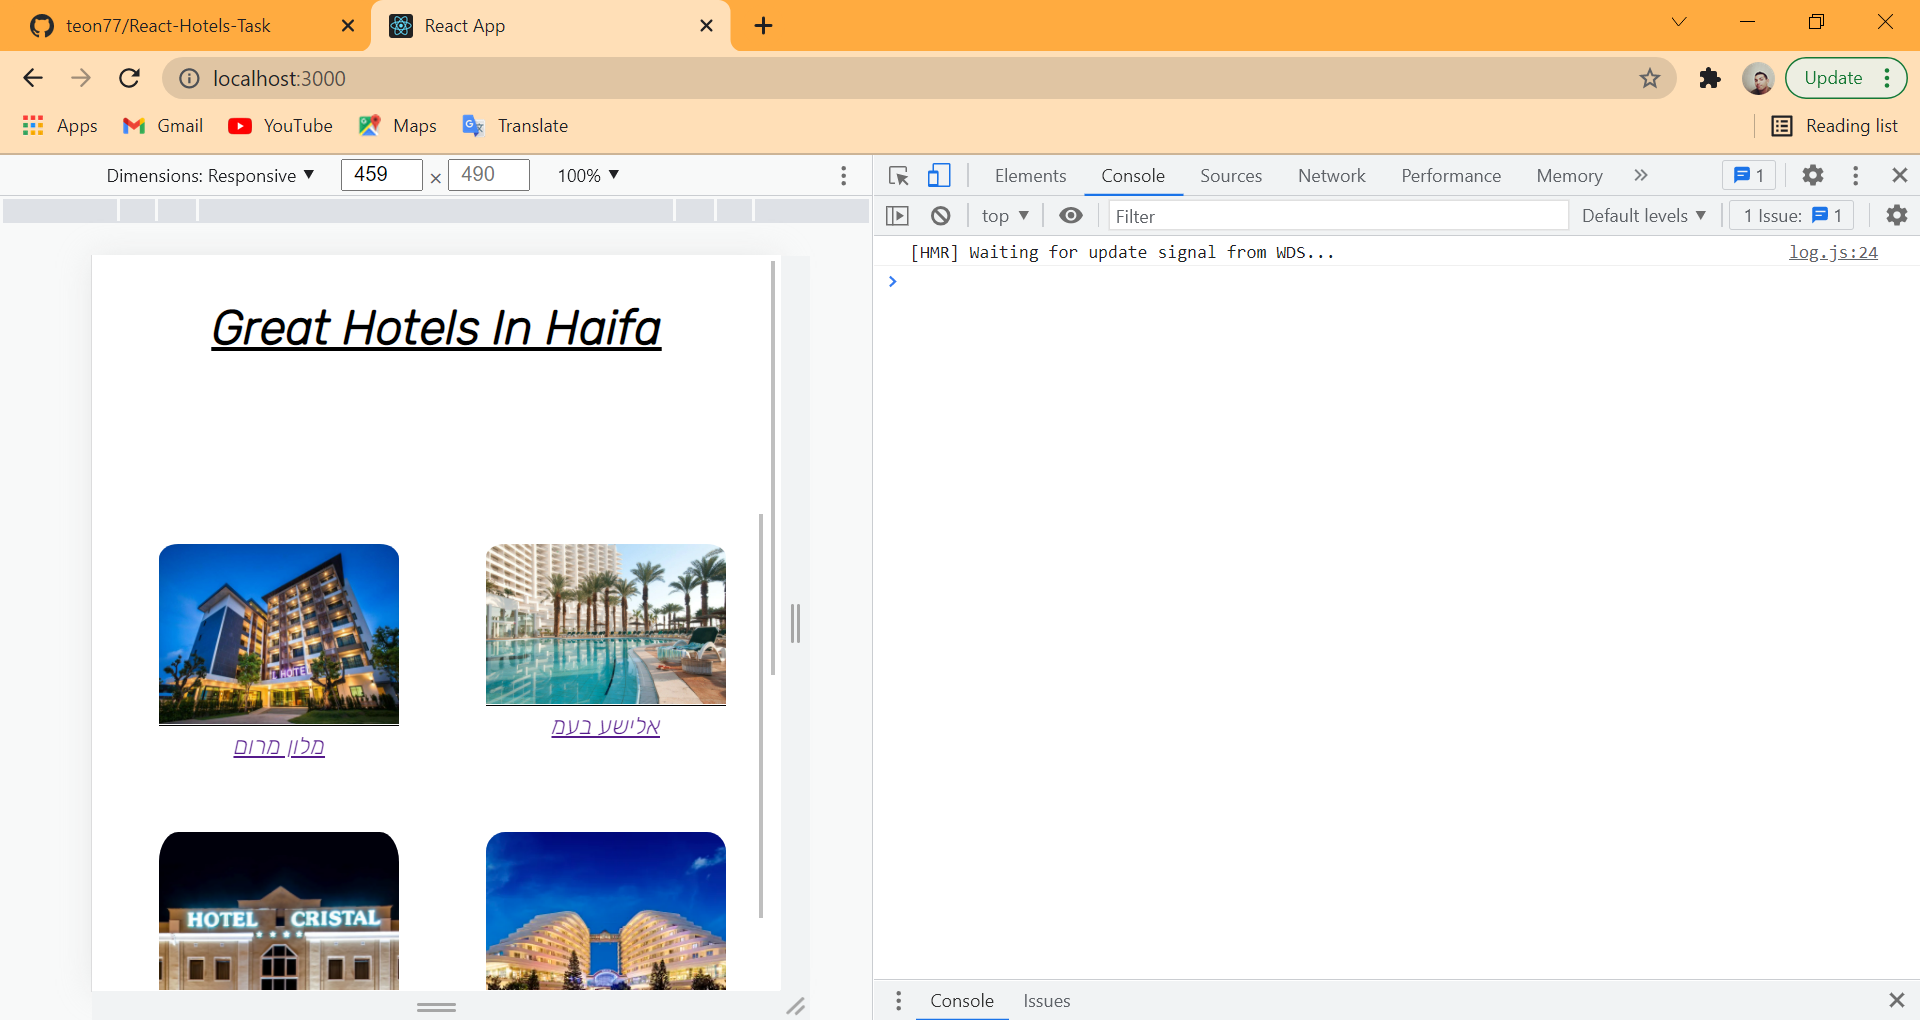 teon77/React-Hotels-Task
React App
localhost:3000
Update
Apps
Gmail
YouTube
Maps
Translate
Reading list
Dimensions: Responsive ▼
459 × 490
100% ▼
Elements
Console
Sources
Network
Performance
Memory
»
1
top ▼
Filter
Default levels ▼
1 Issue: 1
[HMR] Waiting for update signal from WDS...
log.js:24
Great Hotels In Haifa
HOTEL
מלון מרום
אלישע בעמ
HOTEL CRISTAL
Console
Issues